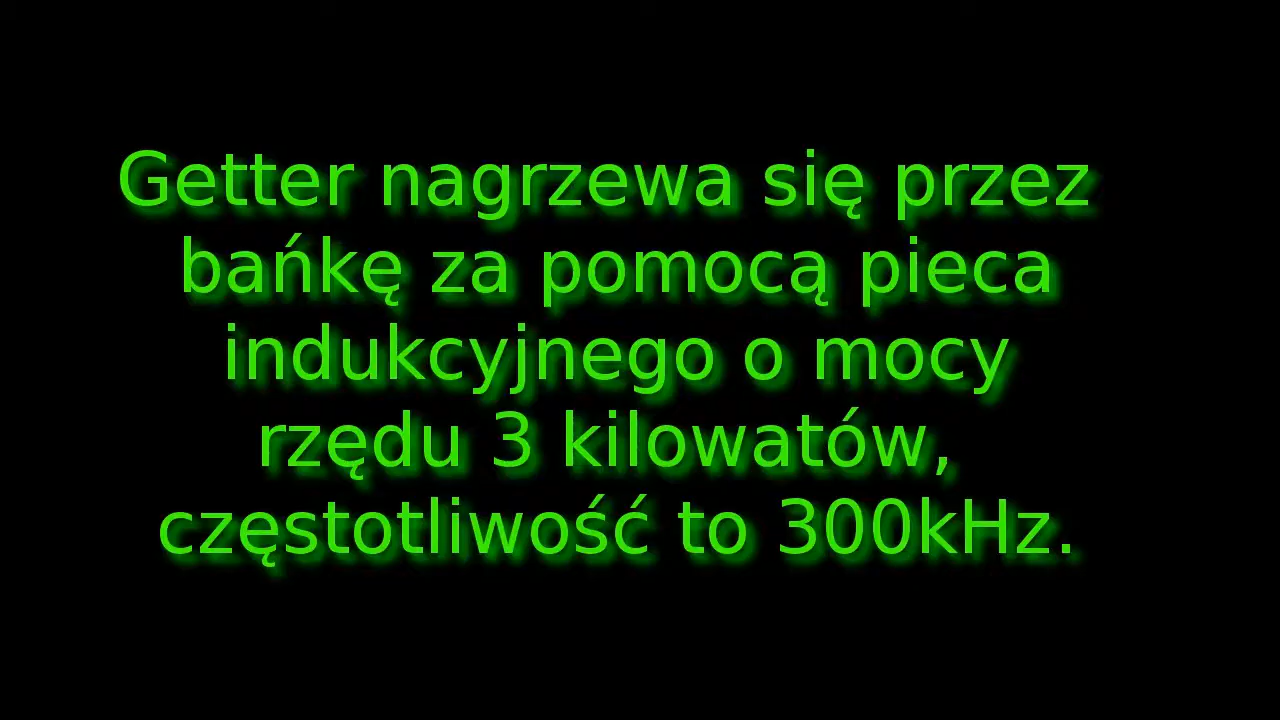 Getter nagrzewa się przez
bańkę za pomocą pieca
indukcyjnego o mocy
rzędu 3 kilowatów,
częstotliwość to 300kHz.